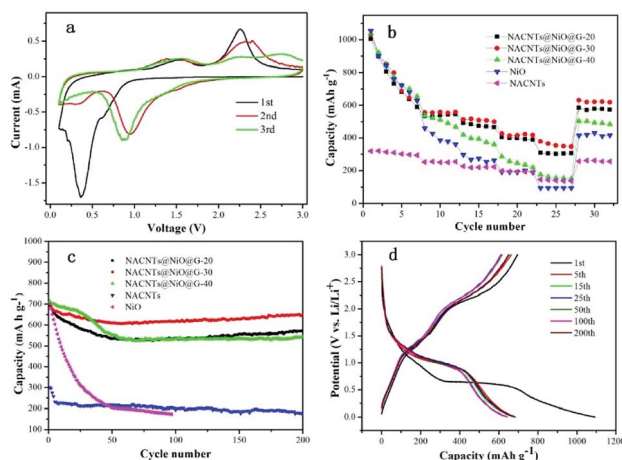 a
Current (mA)
1.0
0.5
0.0
-0.5
-1.0
-1.5
1st
2nd
3rd
0.0 0.5 1.0 1.5 2.0 2.5 3.0
Voltage (V)
b
Capacity (mAh g-1)
1000
800
600
400
200
0
NACNTs@NiO@G-20
NACNTs@NiO@G-30
NACNTs@NiO@G-40
NiO
NACNTs
0 5 10 15 20 25 30
Cycle number
c
Capacity (mA h g-1)
900
800
700
600
500
400
300
200
100
NACNTs@NiO@G-20
NACNTs@NiO@G-30
NACNTs@NiO@G-40
NACNTs
NiO
0 50 100 150 200
Cycle number
d
Potential (V vs. Li/Li+)
3.0
2.5
2.0
1.5
1.0
0.5
0.0
1st
5th
15th
25th
50th
100th
200th
0 200 400 600 800 1000 1200
Capacity (mAh g-1)